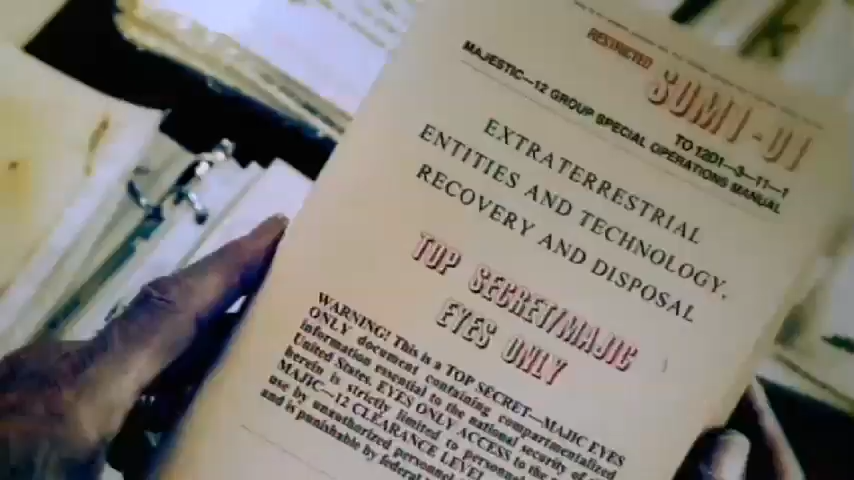 RESTRICTED
SOM1-01
TO 12D1—3—11—1
MAJESTIC—12 GROUP SPECIAL OPERATIONS MANUAL
EXTRATERRESTRIAL
ENTITIES AND TECHNOLOGY,
RECOVERY AND DISPOSAL
TOP SECRET/MAJIC
EYES ONLY
WARNING! This is a TOP SECRET—MAJIC EYES
ONLY document containing compartmentalized
information essential to the national security of
United States. EYES ONLY ACCESS to the
herein is strictly limited to personnel
MAJIC—12 CLEARANCE LEVEL
use by unauthorized personnel
and is punishable by federal